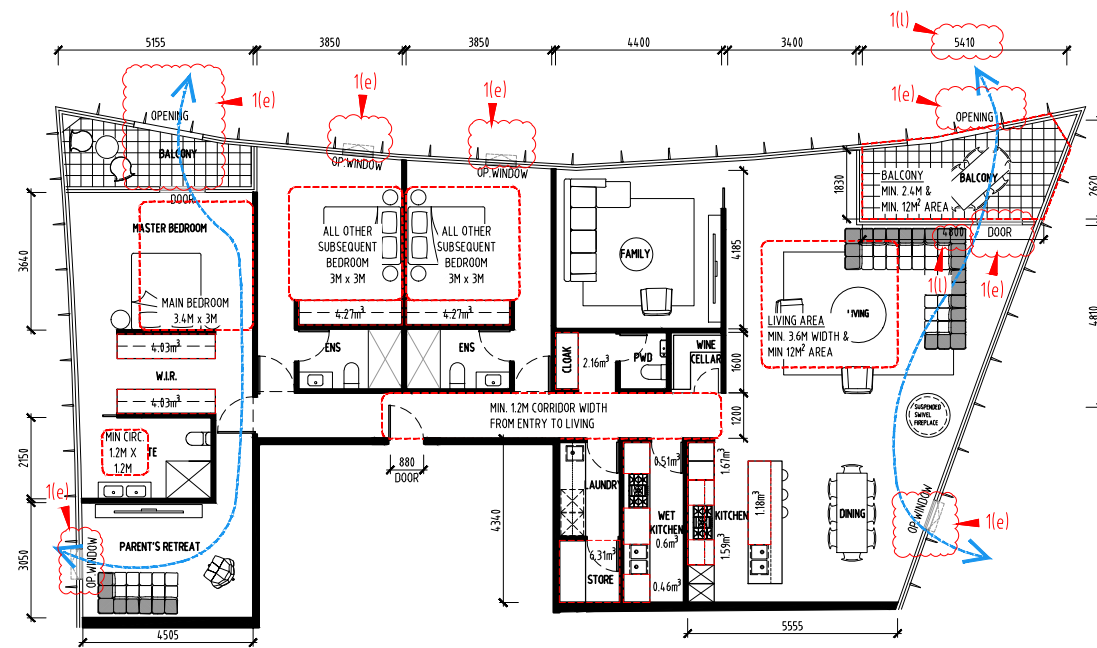 1(l)
5155
3850
3850
4400
3400
5410
1(e)
1(e)
1(e)
1(e)
OPENING
OPENING
BALCONY
OP.WINDOW
OP.WINDOW
DOOR
MASTER BEDROOM
MAIN BEDROOM
3.4M x 3M
3640
ALL OTHER
SUBSEQUENT
BEDROOM
3M x 3M
ALL OTHER
SUBSEQUENT
BEDROOM
3M x 3M
FAMILY
4185
1830
BALCONY
MIN. 2.4M &
MIN. 12M² AREA
BALCONY
2620
4800
DOOR
1(l)
1(e)
LIVING AREA
MIN. 3.6M WIDTH &
MIN 12M² AREA
LIVING
4810
4.27m³
4.27m³
4.03m³
W.I.R.
4.03m³
ENS
ENS
CLOAK
2.16m³
PWD
WINE
CELLAR
1600
1200
MIN. 1.2M CORRIDOR WIDTH
FROM ENTRY TO LIVING
SUSPENDED
SWIVEL
FIREPLACE
MIN CIRC.
1.2M X
1.2M
TE
2150
880
DOOR
4340
LAUNDRY
0.51m³
1.67m³
WET
KITCHEN
0.6m³
KITCHEN
1.18m³
1.59m³
DINING
OP.WINDOW
1(e)
1(e)
OP.WINDOW
PARENT'S RETREAT
3050
6.31m³
STORE
0.46m³
4505
5555